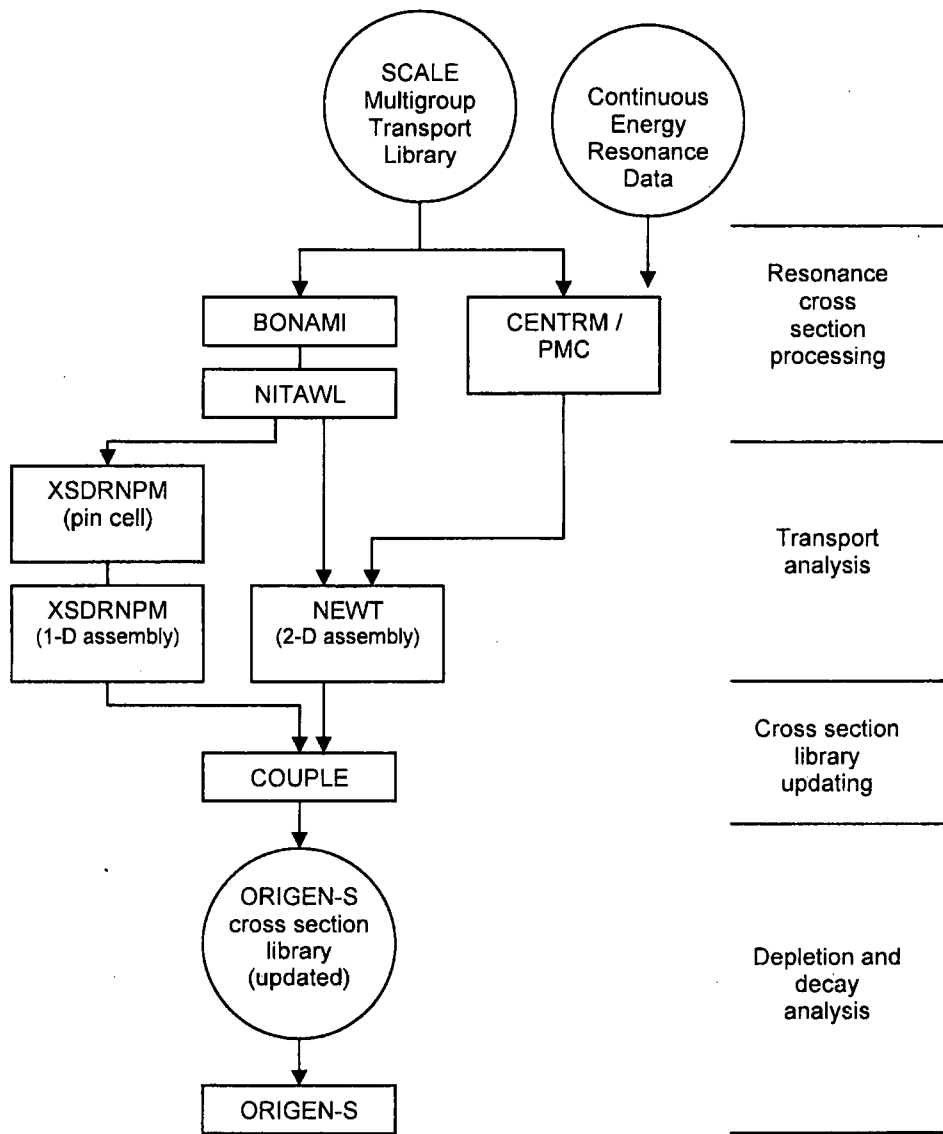 SCALE
Multigroup
Transport
Library
Continuous
Energy
Resonance
Data
Resonance
cross
section
processing
BONAMI
CENTRM /
PMC
NITAWL
XSDRNPM
(pin cell)
Transport
analysis
XSDRNPM
(1-D assembly)
NEWT
(2-D assembly)
Cross section
library
updating
COUPLE
ORIGEN-S
cross section
library
(updated)
Depletion and
decay
analysis
ORIGEN-S